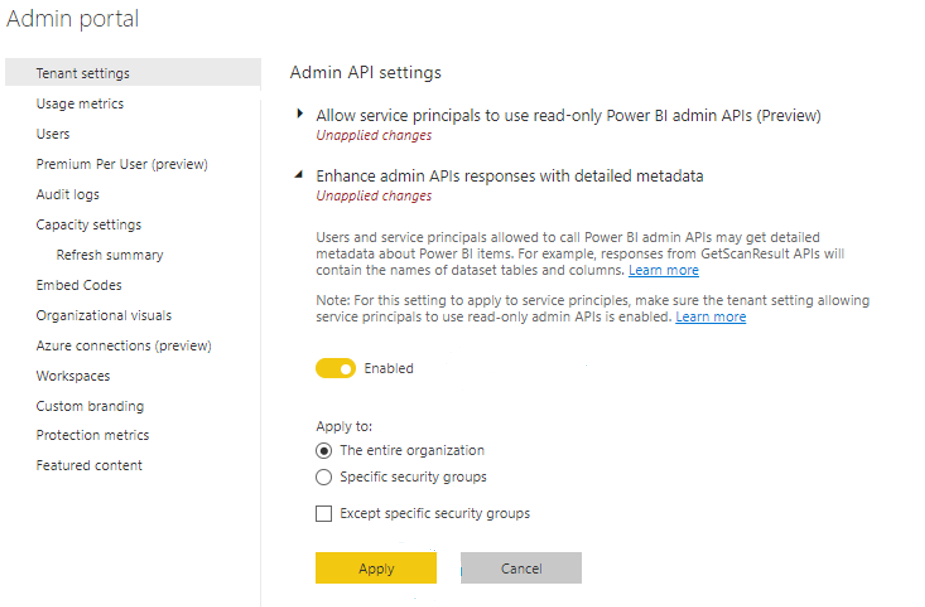 Admin portal
Tenant settings
Usage metrics
Users
Premium Per User (preview)
Audit logs
Capacity settings
Refresh summary
Embed Codes
Organizational visuals
Azure connections (preview)
Workspaces
Custom branding
Protection metrics
Featured content
Admin API settings
Allow service principals to use read-only Power BI admin APIs (Preview)
Unapplied changes
Enhance admin APIs responses with detailed metadata
Unapplied changes
Users and service principals allowed to call Power BI admin APIs may get detailed
metadata about Power BI items. For example, responses from GetScanResult APIs will
contain the names of dataset tables and columns. Learn more
Note: For this setting to apply to service principles, make sure the tenant setting allowing
service principals to use read-only admin APIs is enabled. Learn more
Enabled
Apply to:
The entire organization
Specific security groups
Except specific security groups
Apply
Cancel